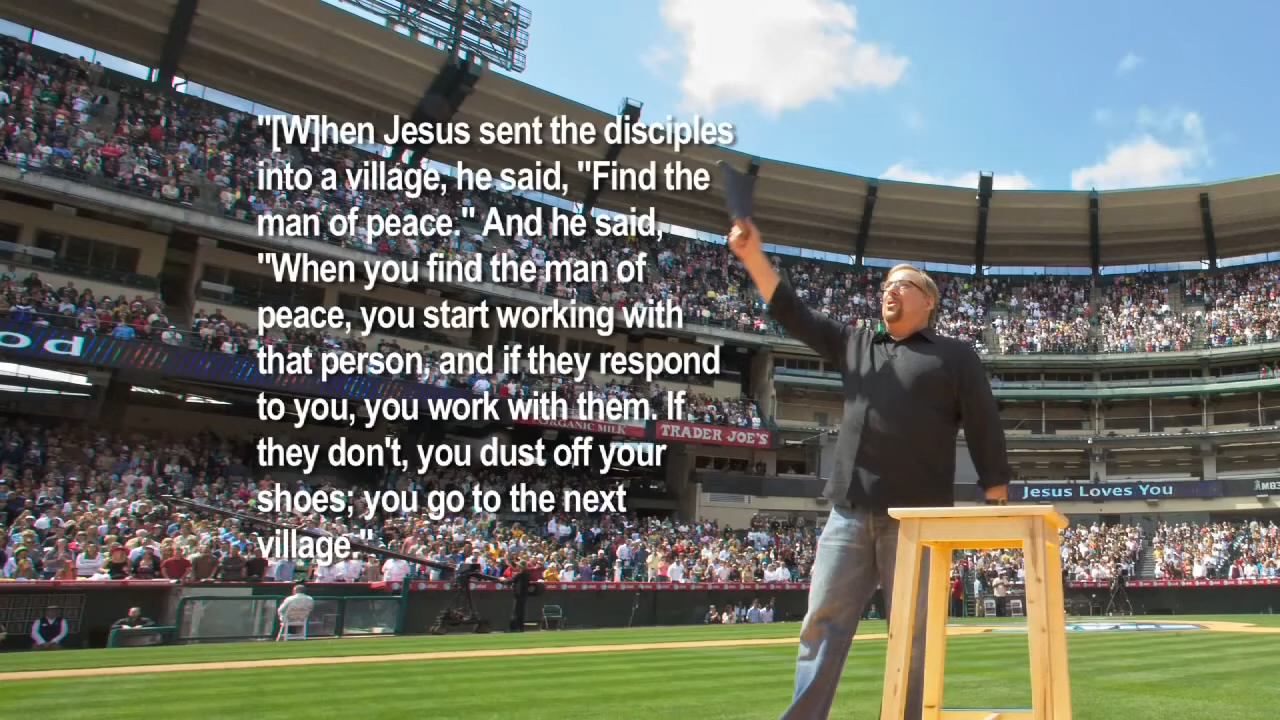 "[W]hen Jesus sent the disciples
into a village, he said, "Find the
man of peace." And he said,
"When you find the man of
peace, you start working with
that person, and if they respond
to you, you work with them. If
they don't, you dust off your
shoes; you go to the next
village."
od
ORGANIC MILK
TRADER JOE'S
Jesus Loves You